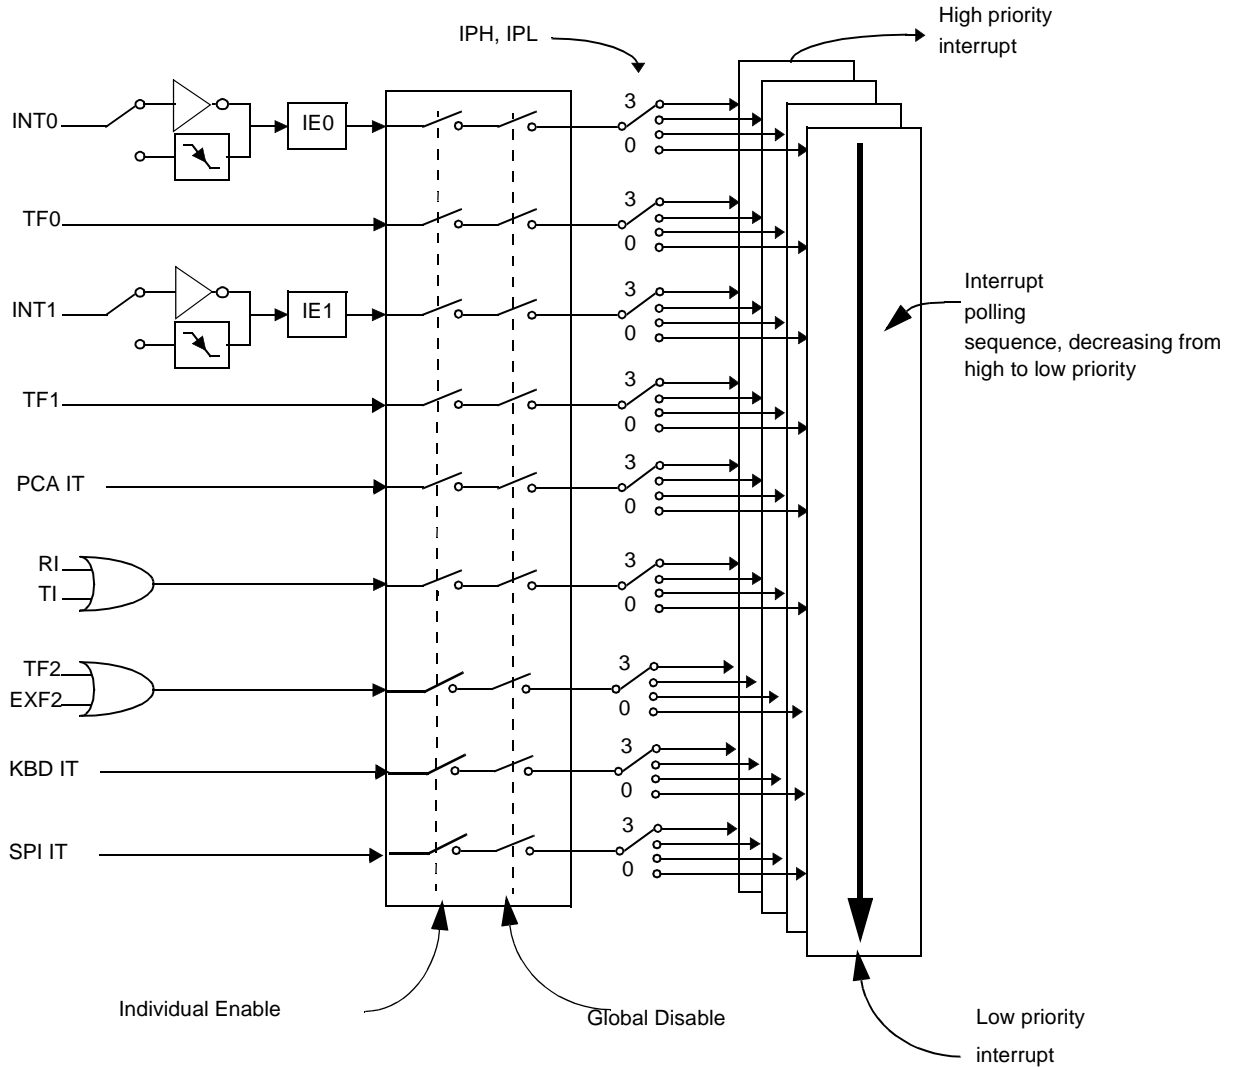 High priority
interrupt
IPH, IPL
INT0
IE0
3
0
TF0
3
0
INT1
IE1
3
0
Interrupt
polling
sequence, decreasing from
high to low priority
TF1
3
0
PCA IT
3
0
RI
TI
3
0
TF2
EXF2
3
0
KBD IT
3
0
SPI IT
3
0
Individual Enable
Global Disable
Low priority
interrupt